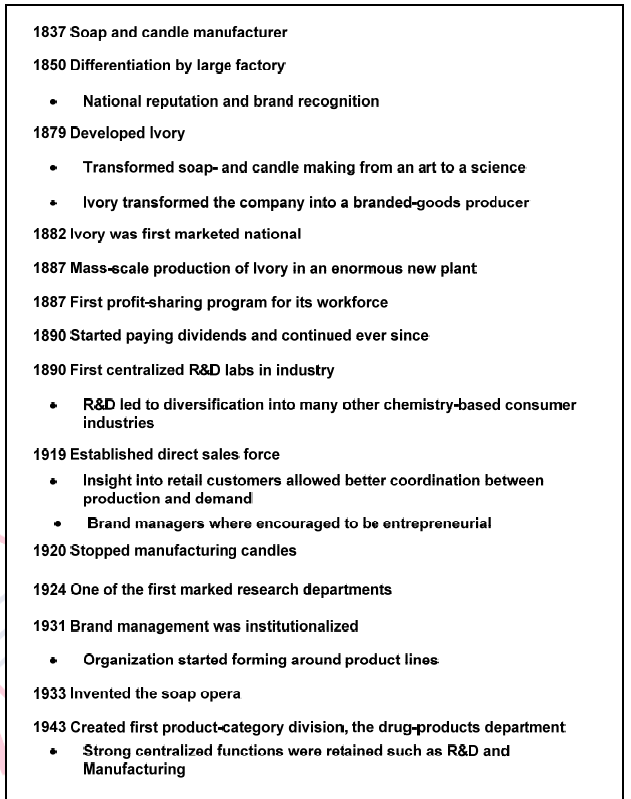 1837 Soap and candle manufacturer
1850 Differentiation by large factory
• National reputation and brand recognition
1879 Developed Ivory
• Transformed soap- and candle making from an art to a science
• Ivory transformed the company into a branded-goods producer
1882 Ivory was first marketed national
1887 Mass-scale production of Ivory in an enormous new plant
1887 First profit-sharing program for its workforce
1890 Started paying dividends and continued ever since
1890 First centralized R&D labs in industry
• R&D led to diversification into many other chemistry-based consumer
industries
1919 Established direct sales force
• Insight into retail customers allowed better coordination between
production and demand
• Brand managers where encouraged to be entrepreneurial
1920 Stopped manufacturing candles
1924 One of the first marked research departments
1931 Brand management was institutionalized
• Organization started forming around product lines
1933 Invented the soap opera
1943 Created first product-category division, the drug-products department
• Strong centralized functions were retained such as R&D and
Manufacturing